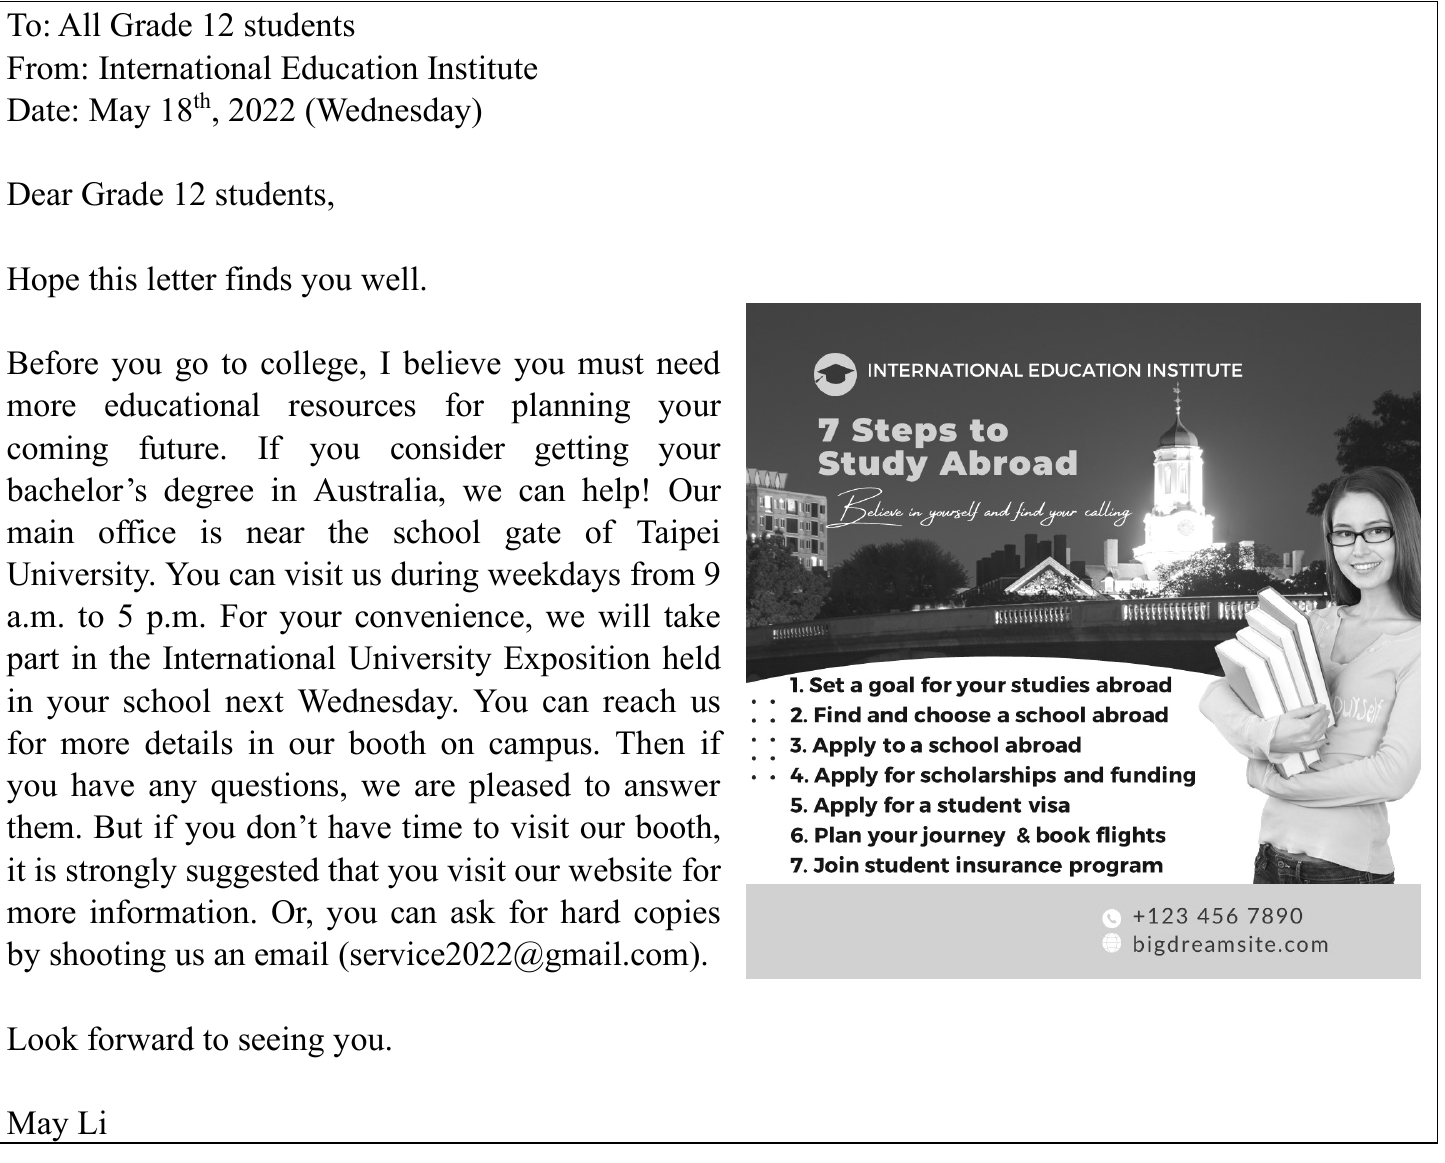 To: All Grade 12 students
From: International Education Institute
Date: May 18th, 2022 (Wednesday)
Dear Grade 12 students,
Hope this letter finds you well.
Before you go to college, I believe you must need
more educational resources for planning your
coming future. If you consider getting your
bachelor’s degree in Australia, we can help! Our
main office is near the school gate of Taipei
University. You can visit us during weekdays from 9
a.m. to 5 p.m. For your convenience, we will take
part in the International University Exposition held
in your school next Wednesday. You can reach us
for more details in our booth on campus. Then if
you have any questions, we are pleased to answer
them. But if you don’t have time to visit our booth,
it is strongly suggested that you visit our website for
more information. Or, you can ask for hard copies
by shooting us an email (service2022@gmail.com).
INTERNATIONAL EDUCATION INSTITUTE
7 Steps to
Study Abroad
Believe in yourself and find your calling
1. Set a goal for your studies abroad
2. Find and choose a school abroad
3. Apply to a school abroad
4. Apply for scholarships and funding
5. Apply for a student visa
6. Plan your journey & book flights
7. Join student insurance program
+123 456 7890
bigdreamsite.com
Look forward to seeing you.
May Li